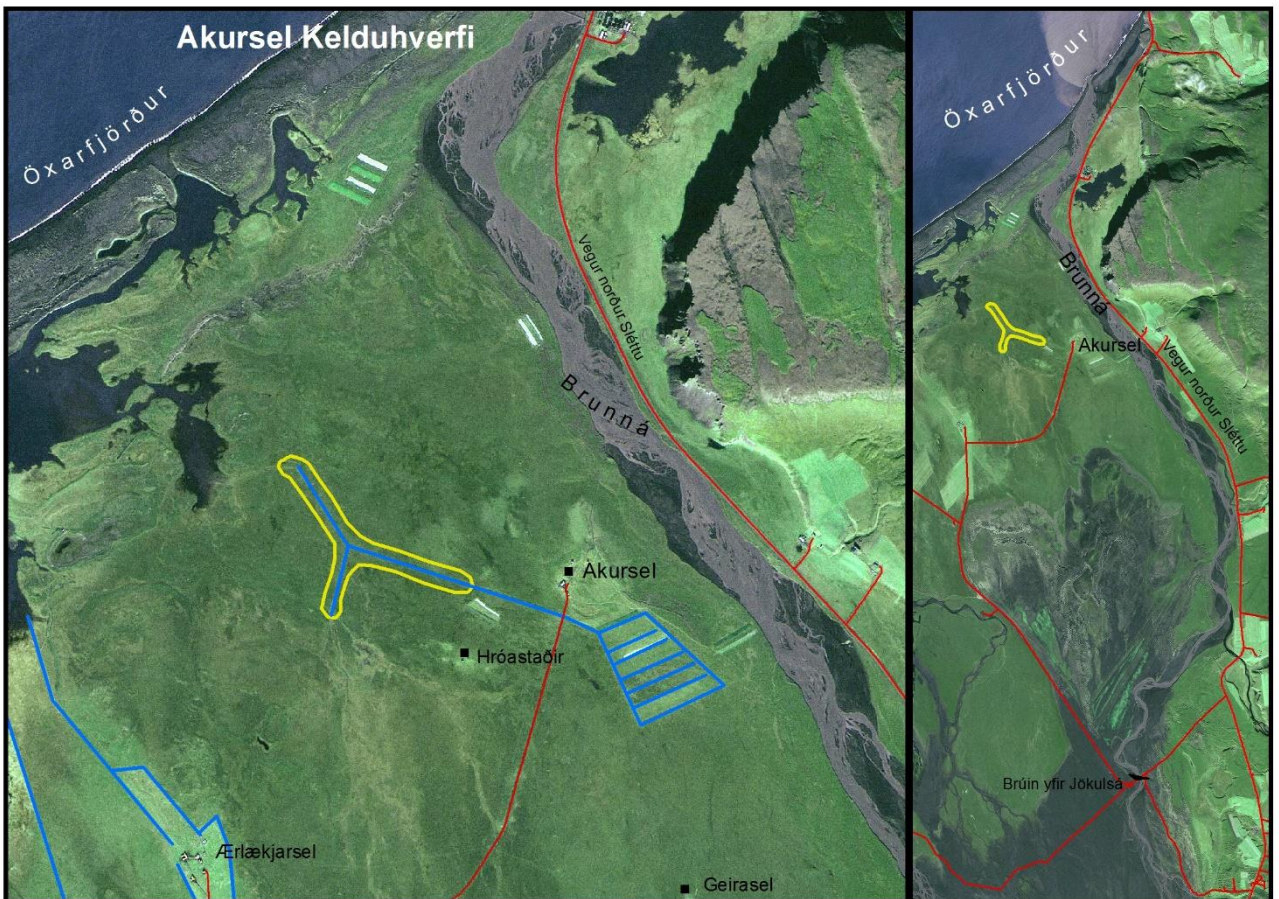 Akursel Kelduhverfi
Öxarfjörður
Vegur norður Sléttu
Brunná
Akursel
Hróastaðir
Ærlækjarsel
Geirasel
Öxarfjörður
Brunná
Akursel
Vegur norður Sléttu
Brúin yfir Jökulsá